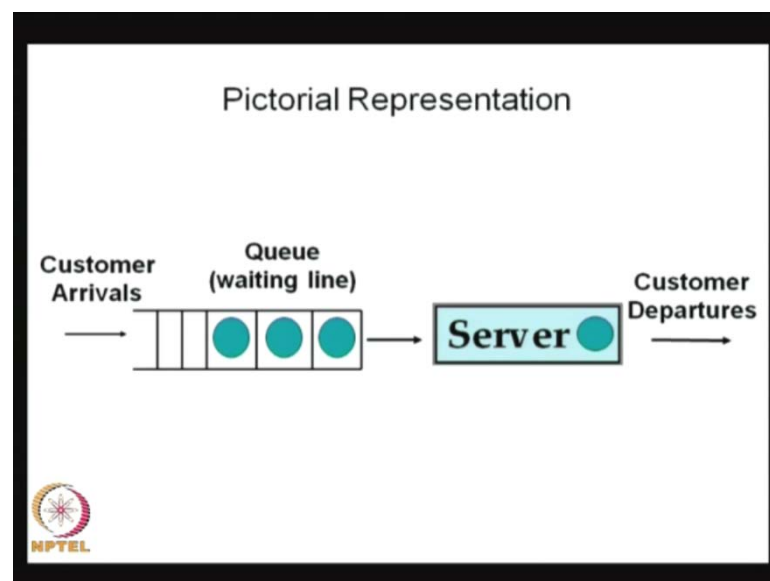 Pictorial Representation
Customer
Arrivals
Queue
(waiting line)
Server
Customer
Departures
NPTEL